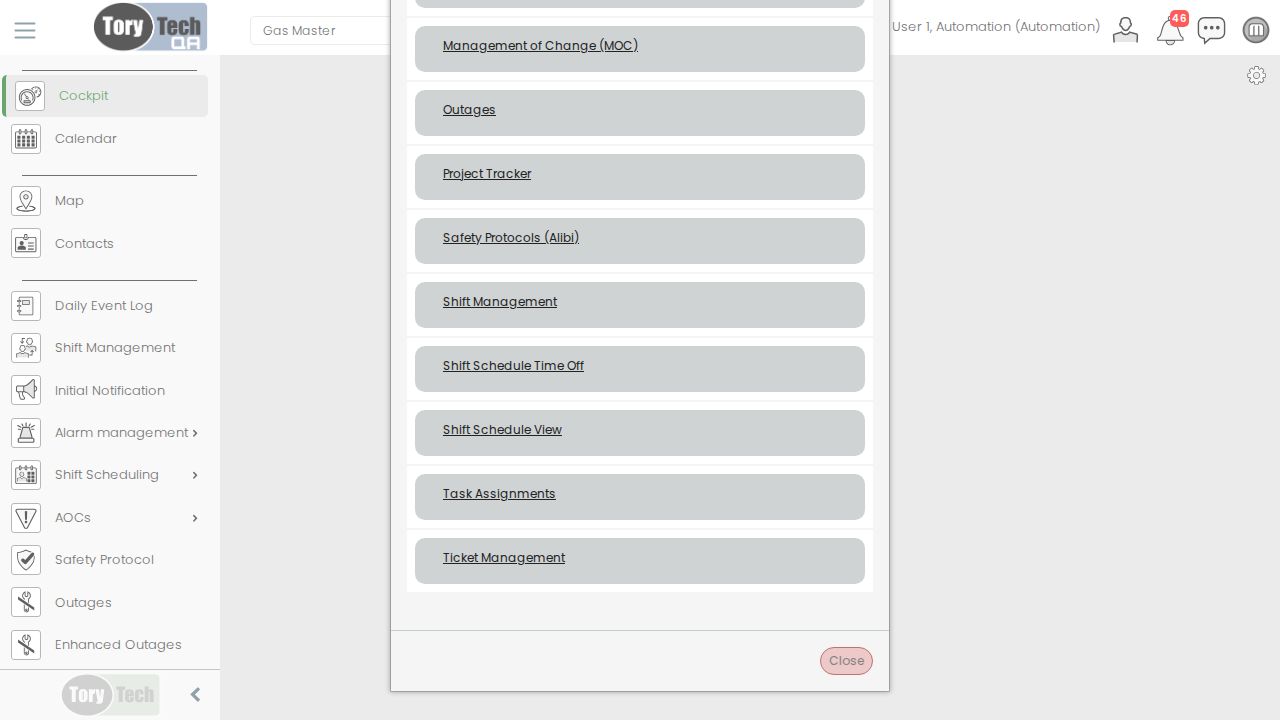 Tory Tech
QA
Gas Master
User 1, Automation (Automation)
46
m
Cockpit
Calendar
Map
Contacts
Daily Event Log
Shift Management
Initial Notification
Alarm management
Shift Scheduling
AOCs
Safety Protocol
Outages
Enhanced Outages
Tory Tech
Management of Change (MOC)
Outages
Project Tracker
Safety Protocols (Alibi)
Shift Management
Shift Schedule Time Off
Shift Schedule View
Task Assignments
Ticket Management
Close